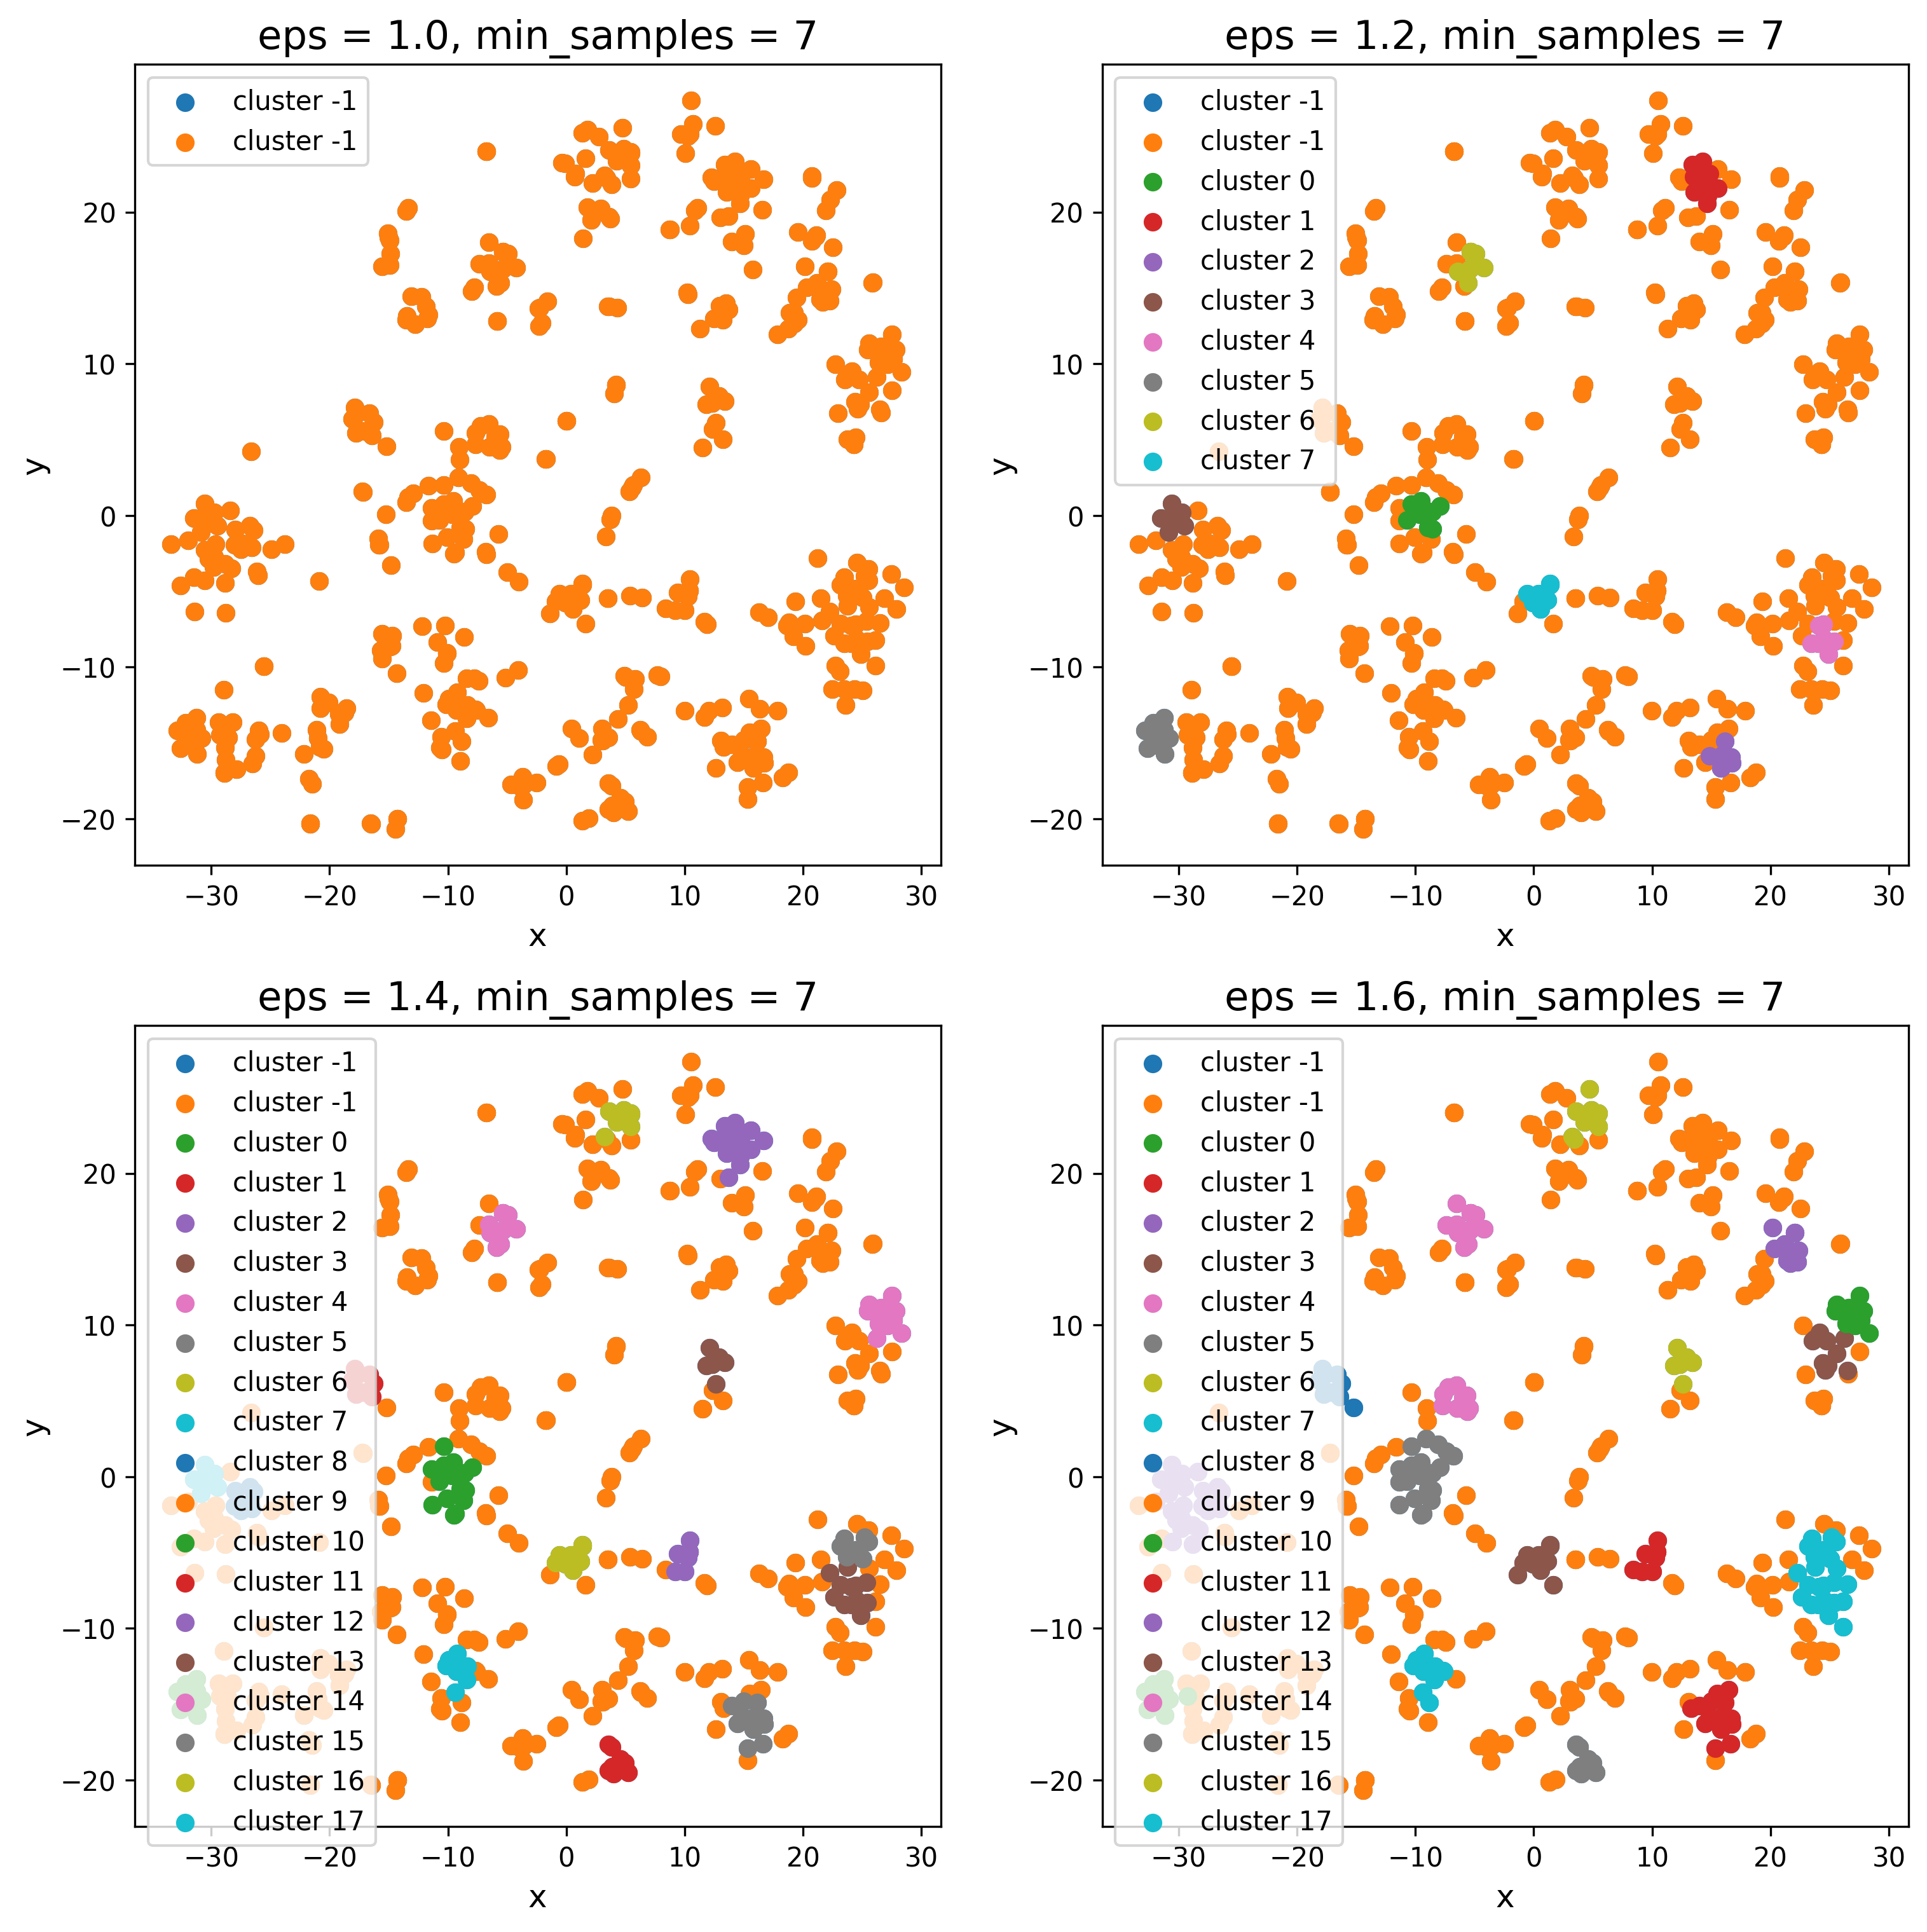 eps = 1.0, min_samples = 7
cluster -1
cluster -1
20
10
0
−10
−20
y
−30
−20
−10
0
10
20
30
x
eps = 1.2, min_samples = 7
cluster -1
cluster -1
cluster 0
cluster 1
cluster 2
cluster 3
cluster 4
cluster 5
cluster 6
cluster 7
20
10
0
−10
−20
y
−30
−20
−10
0
10
20
30
x
eps = 1.4, min_samples = 7
cluster -1
cluster -1
cluster 0
cluster 1
cluster 2
cluster 3
cluster 4
cluster 5
cluster 6
cluster 7
cluster 8
cluster 9
cluster 10
cluster 11
cluster 12
cluster 13
cluster 14
cluster 15
cluster 16
cluster 17
20
10
0
−10
−20
y
−30
−20
−10
0
10
20
30
x
eps = 1.6, min_samples = 7
cluster -1
cluster -1
cluster 0
cluster 1
cluster 2
cluster 3
cluster 4
cluster 5
cluster 6
cluster 7
cluster 8
cluster 9
cluster 10
cluster 11
cluster 12
cluster 13
cluster 14
cluster 15
cluster 16
cluster 17
20
10
0
−10
−20
y
−30
−20
−10
0
10
20
30
x